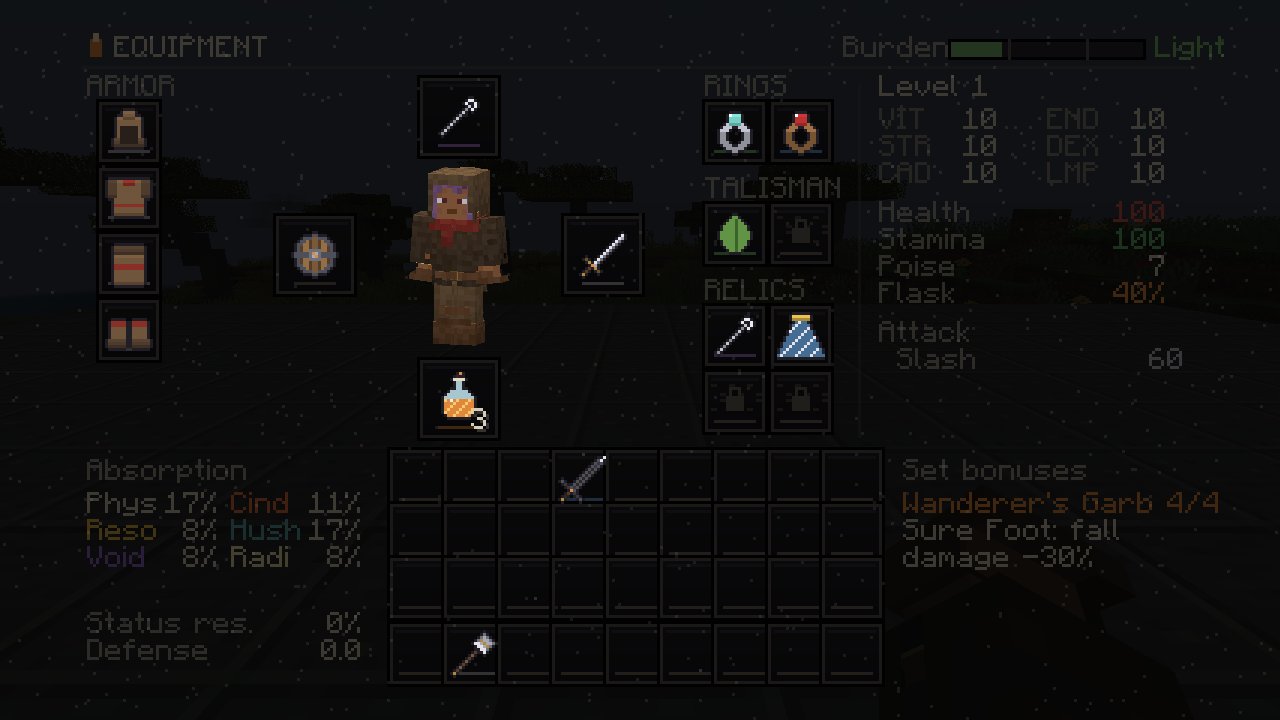 EQUIPMENT
Burden Light
ARMOR
RINGS
TALISMAN
RELICS
Level 1
VIT 10 END 10
STR 10 DEX 10
CAD 10 LMP 10
Health 100
Stamina 100
Poise 7
Flask 40%
Attack
Slash 60
3
Absorption
Phys 17% Cind 11%
Reso 8% Hush 17%
Void 8% Radi 8%
Status res. 0%
Defense 0.0
Set bonuses
Wanderer's Garb 4/4
Sure Foot: fall
damage -30%